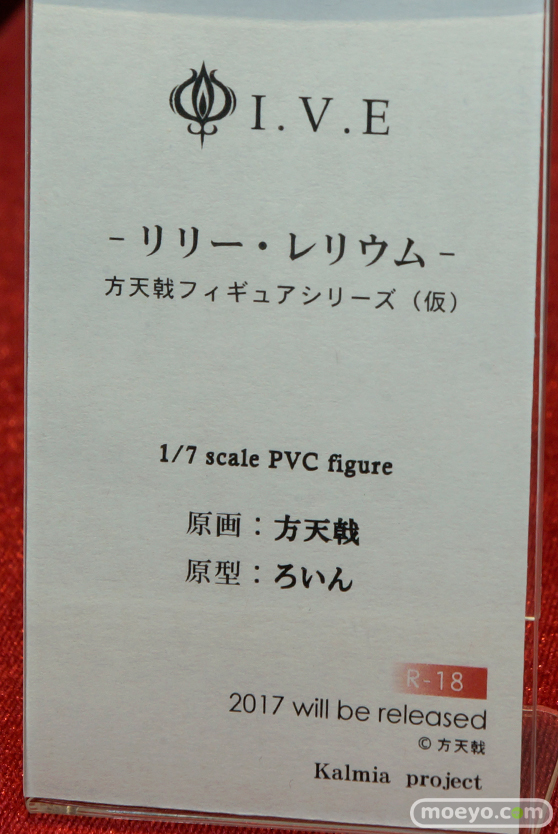 I.V.E
-リリー・レリウム-
方天戟フィギュアシリーズ（仮）
1/7 scale PVC figure
原画：方天戟
原型：ろいん
R-18
2017 will be released
© 方天戟
Kalmia project
moeyo.com